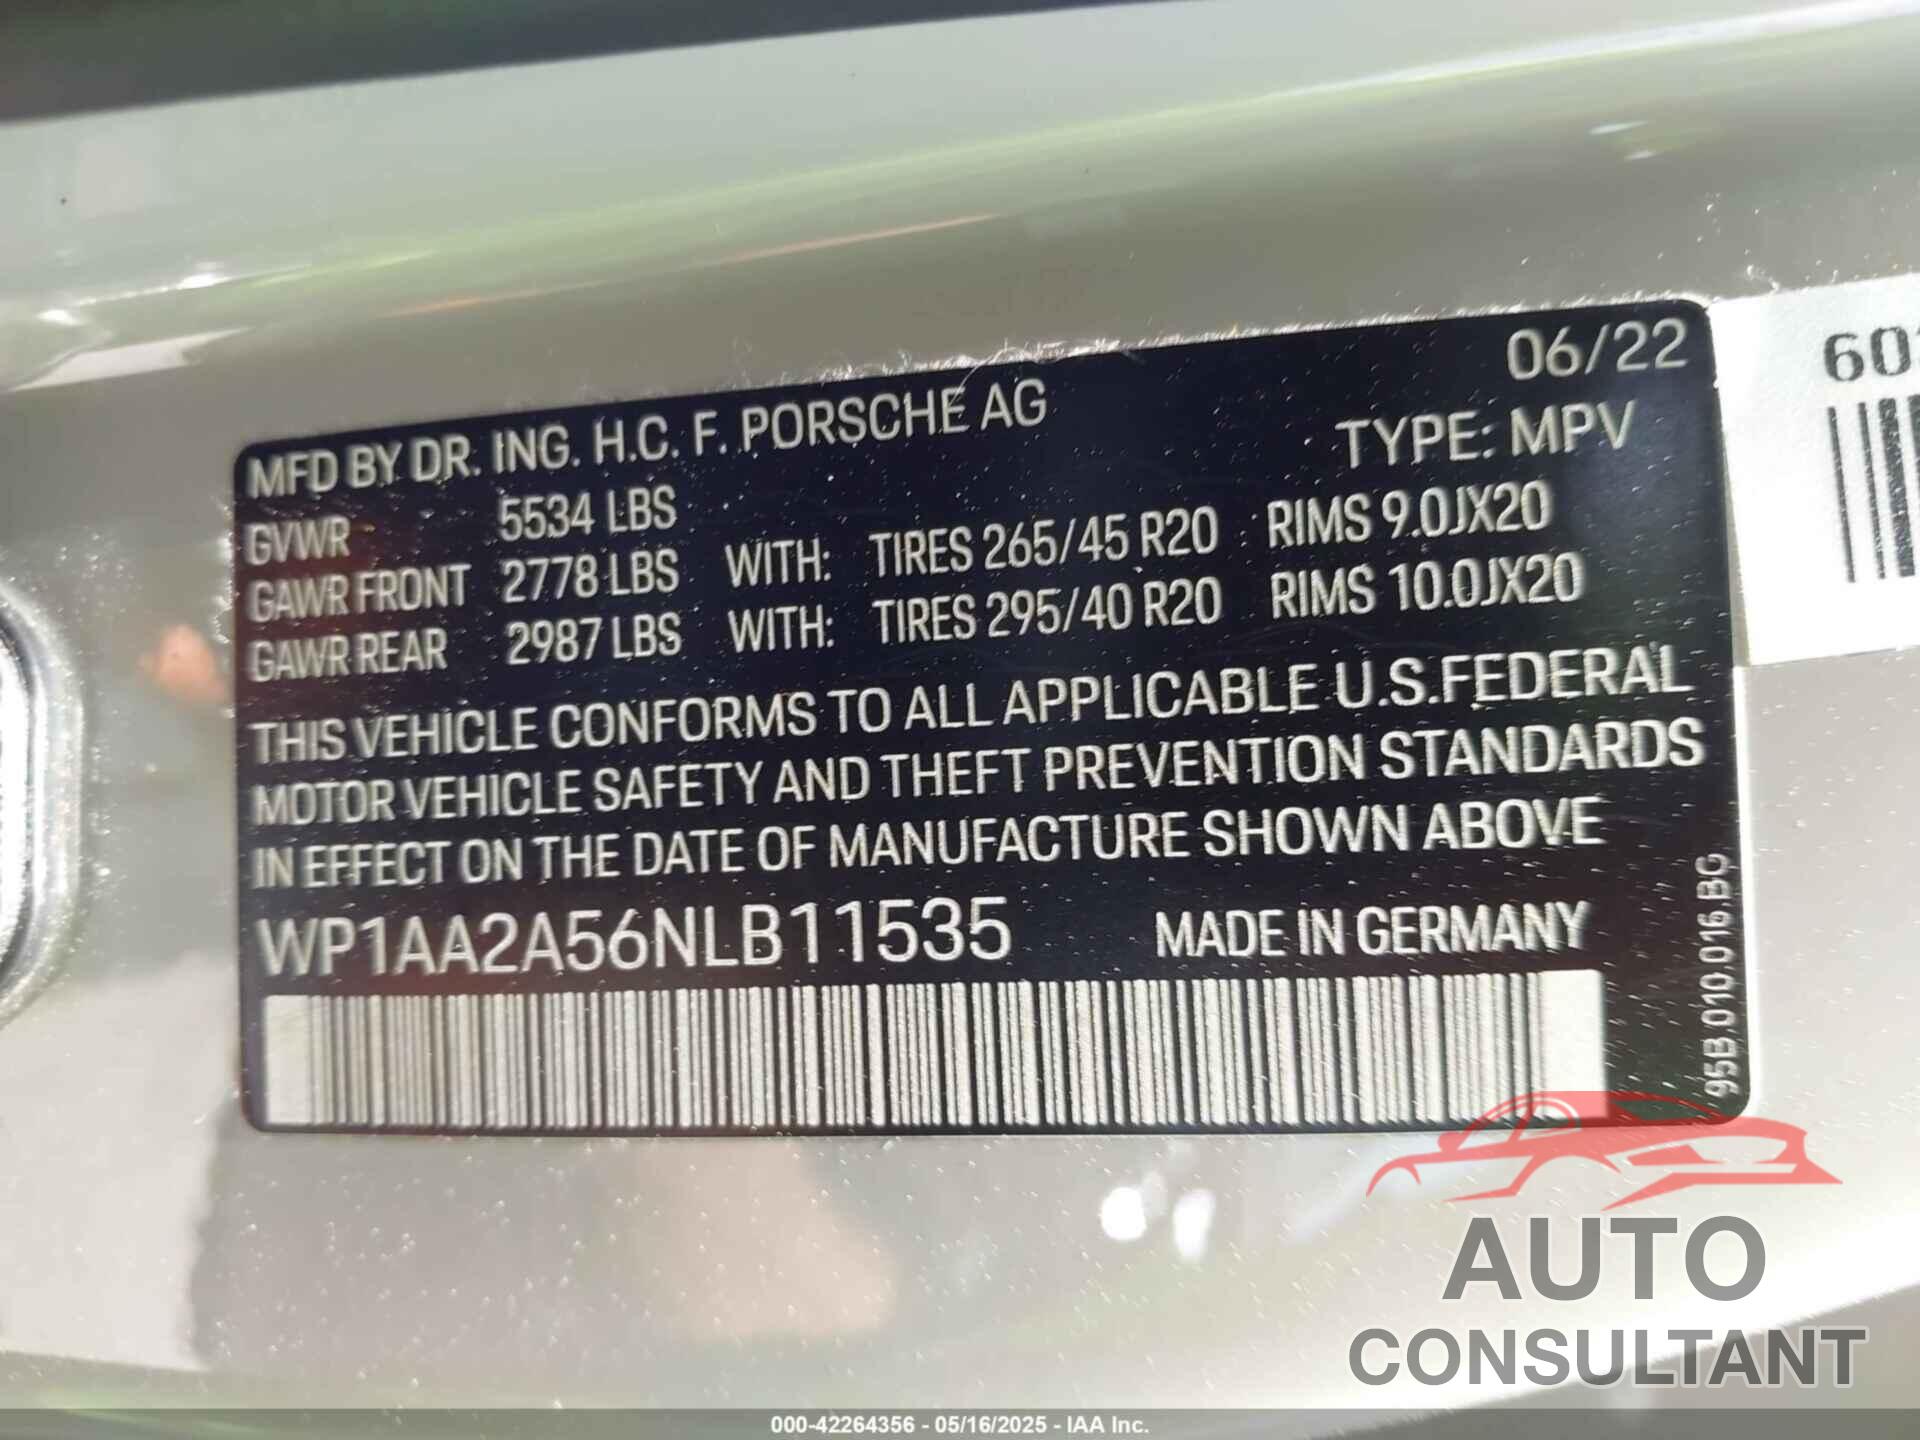 06/22
MFD BY DR. ING. H.C. F. PORSCHE AG TYPE: MPV
GVWR 5534 LBS
GAWR FRONT 2778 LBS WITH: TIRES 265/45 R20 RIMS 9.0JX20
GAWR REAR 2987 LBS WITH: TIRES 295/40 R20 RIMS 10.0JX20
THIS VEHICLE CONFORMS TO ALL APPLICABLE U.S.FEDERAL
MOTOR VEHICLE SAFETY AND THEFT PREVENTION STANDARDS
IN EFFECT ON THE DATE OF MANUFACTURE SHOWN ABOVE
WP1AA2A56NLB11535 MADE IN GERMANY
95B.010.016.BG
AUTO
CONSULTANT
000-42264356 - 05/16/2025 - IAA Inc.